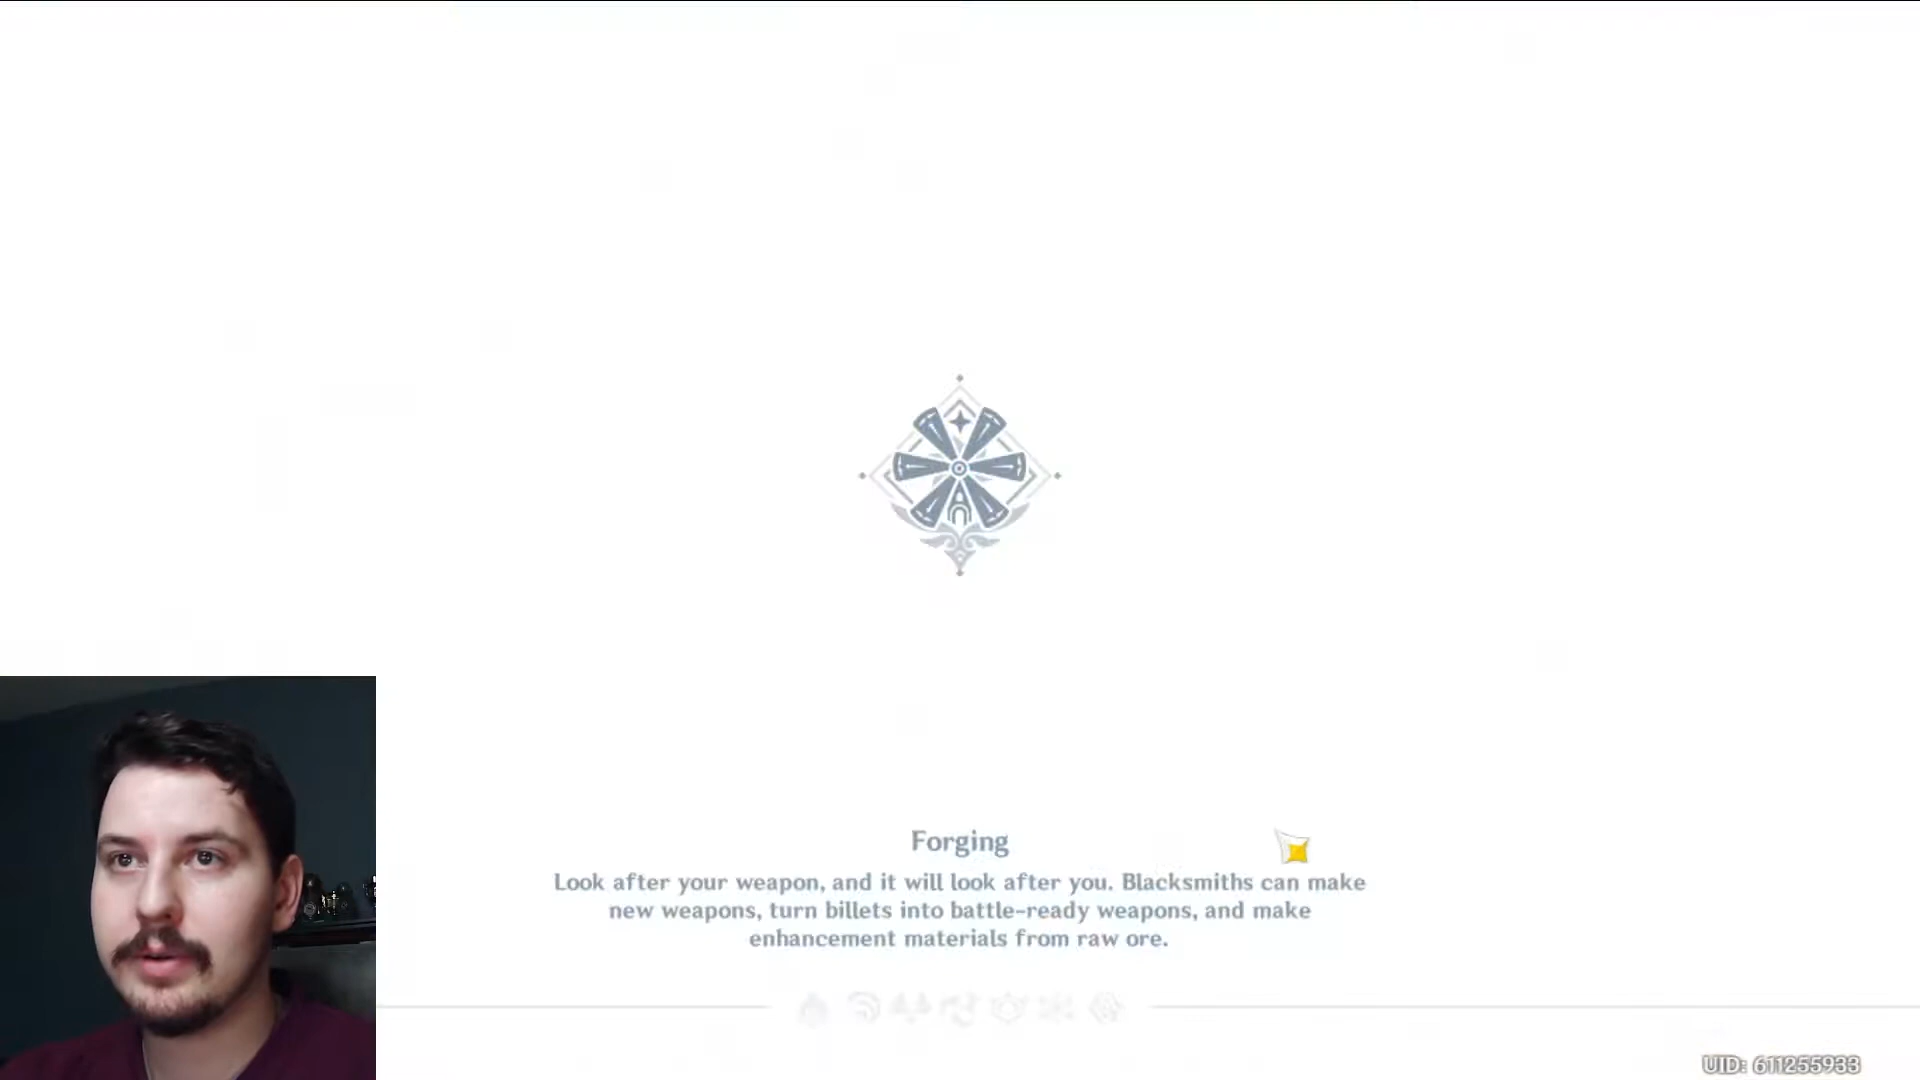 Forging
Look after your weapon, and it will look after you. Blacksmiths can make
new weapons, turn billets into battle-ready weapons, and make
enhancement materials from raw ore.
UID: 611255933